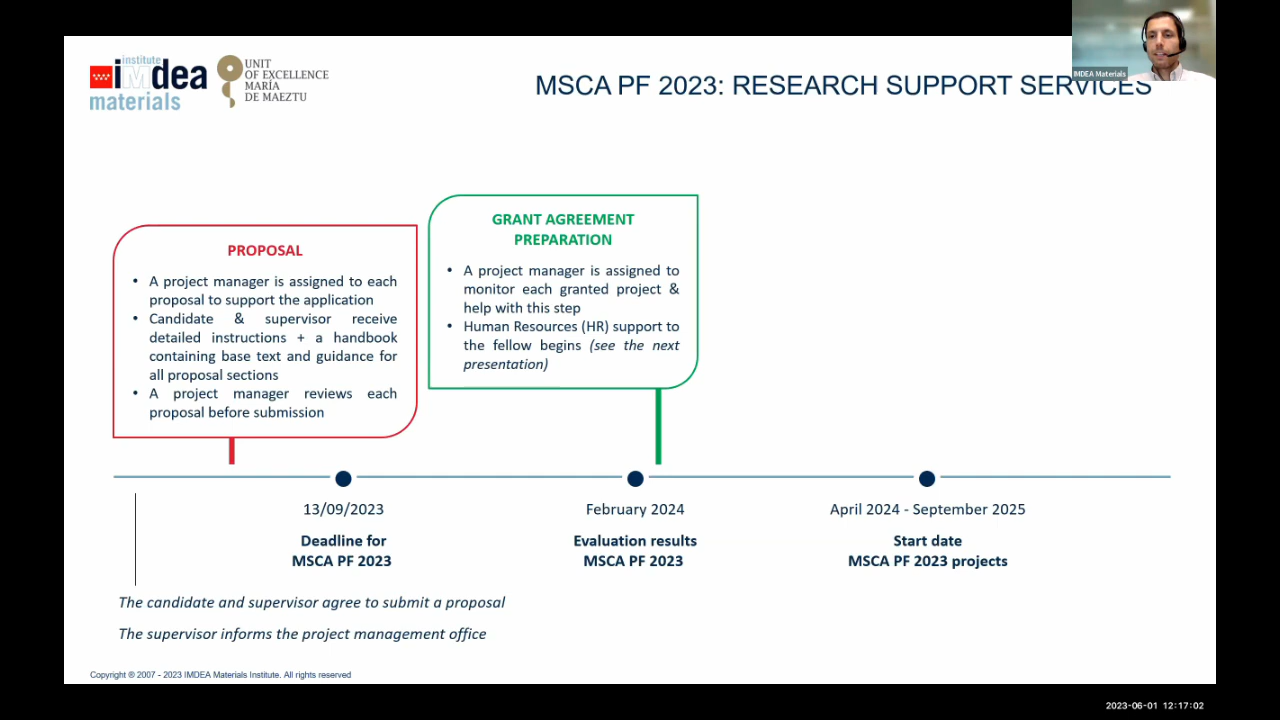 institute
iMdea
materials
UNIT
OF EXCELLENCE
MARÍA
DE MAEZTU
MSCA PF 2023: RESEARCH SUPPORT SERVICES
IMDEA Materials
PROPOSAL
• A project manager is assigned to each
proposal to support the application
• Candidate & supervisor receive
detailed instructions + a handbook
containing base text and guidance for
all proposal sections
• A project manager reviews each
proposal before submission
GRANT AGREEMENT
PREPARATION
• A project manager is assigned to
monitor each granted project &
help with this step
• Human Resources (HR) support to
the fellow begins (see the next
presentation)
13/09/2023
Deadline for
MSCA PF 2023
February 2024
Evaluation results
MSCA PF 2023
April 2024 - September 2025
Start date
MSCA PF 2023 projects
The candidate and supervisor agree to submit a proposal
The supervisor informs the project management office
Copyright ® 2007 - 2023 IMDEA Materials Institute. All rights reserved
2023-06-01 12:17:02